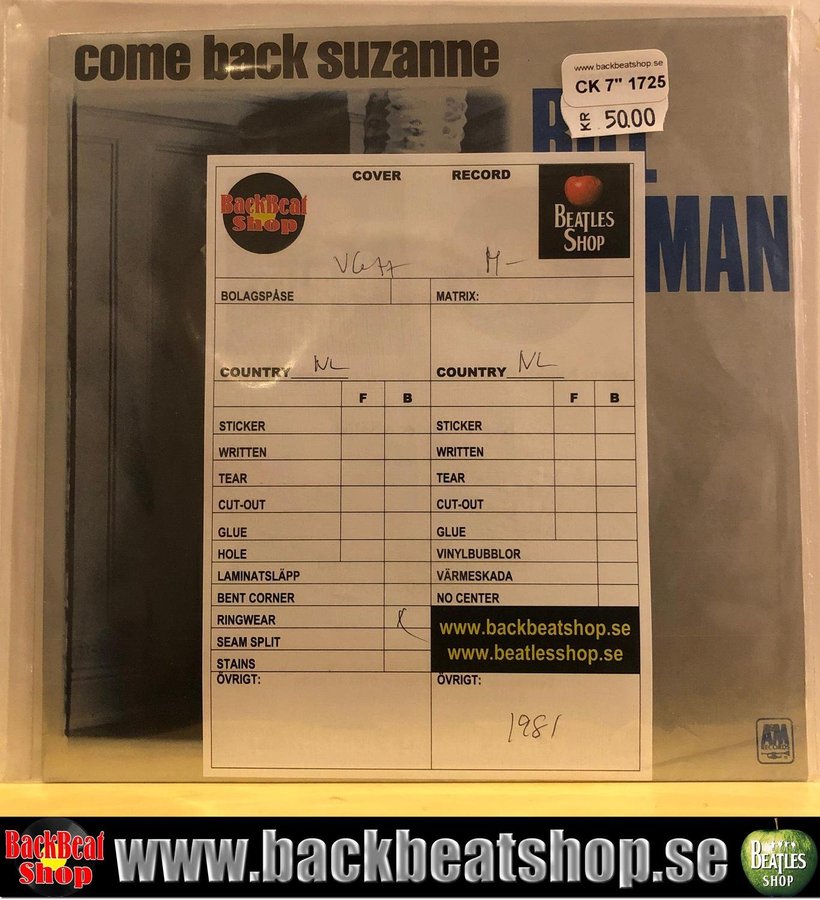 come back suzanne
www.backbeatshop.se
CK 7" 1725
KR 50.00
MAN
BackBeat
Shop
COVER RECORD
BEATLES
SHOP
VG++ M-
BOLAGSPÅSE MATRIX:
COUNTRY NL COUNTRY NL
F B F B
STICKER STICKER
WRITTEN WRITTEN
TEAR TEAR
CUT-OUT CUT-OUT
GLUE GLUE
HOLE VINYLBUBBLOR
LAMINATSLÄPP VÄRMESKADA
BENT CORNER NO CENTER
RINGWEAR X
SEAM SPLIT
STAINS
www.backbeatshop.se
www.beatlesshop.se
ÖVRIGT: ÖVRIGT:
1981
AM
RECORDS
BackBeat
Shop
www.backbeatshop.se
BEATLES
SHOP